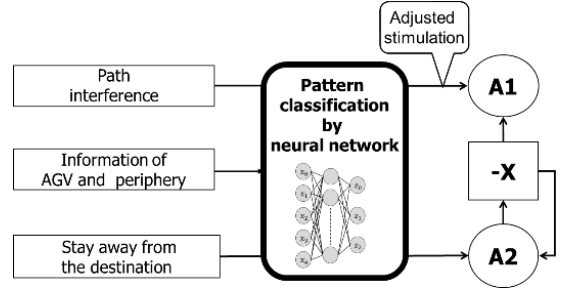 Adjusted
stimulation
Path
interference
Pattern
classification
by
neural network
A1
Information of
AGV and periphery
-X
Stay away from
the destination
A2